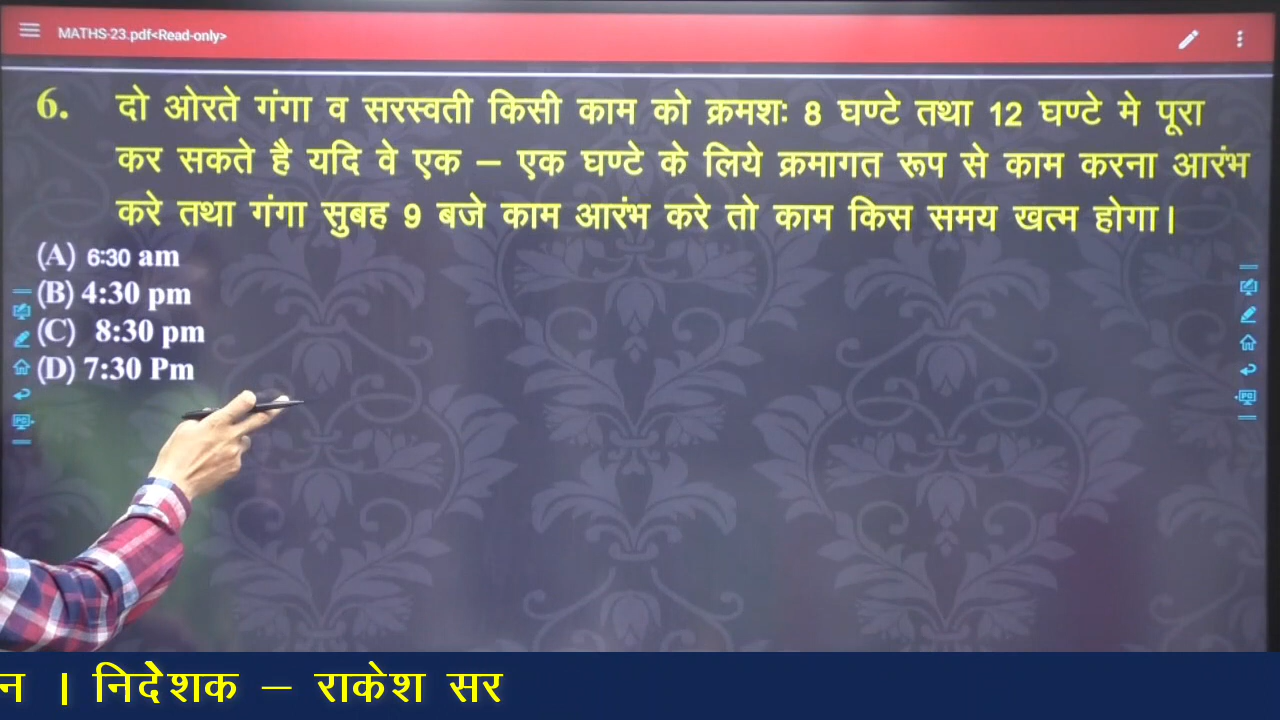 MATHS-23.pdf<Read-only>
6. दो ओरते गंगा व सरस्वती किसी काम को क्रमशः 8 घण्टे तथा 12 घण्टे मे पूरा
कर सकते है यदि वे एक – एक घण्टे के लिये क्रमागत रूप से काम करना आरंभ
करे तथा गंगा सुबह 9 बजे काम आरंभ करे तो काम किस समय खत्म होगा।
(A) 6:30 am
(B) 4:30 pm
(C) 8:30 pm
(D) 7:30 Pm
न । निदेशक – राकेश सर